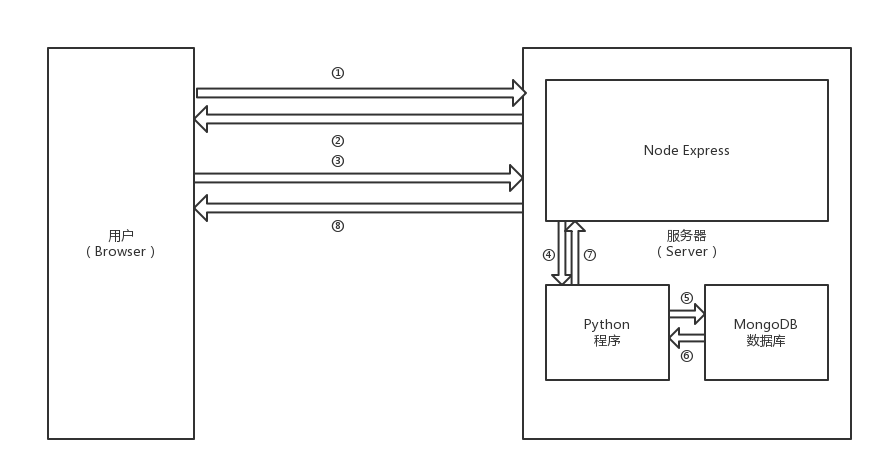 ①
②
③
⑧
用户
( Browser )
Node Express
服务器
( Server )
④
⑦
Python
程序
⑤
⑥
MongoDB
数据库